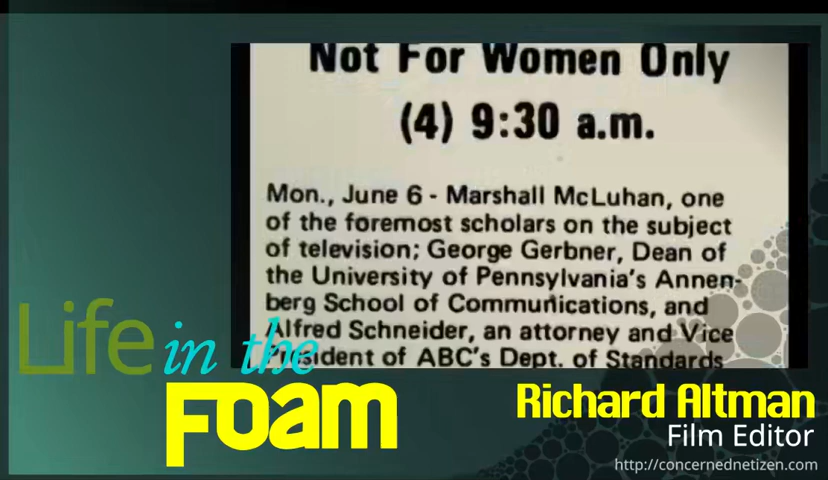 Not For Women Only
(4) 9:30 a.m.
Mon., June 6 - Marshall McLuhan, one
of the foremost scholars on the subject
of television; George Gerbner, Dean of
the University of Pennsylvania's Annen-
berg School of Communications, and
Alfred Schneider, an attorney and Vice
President of ABC's Dept. of Standards
Life in the
Foam
Richard Altman
Film Editor
http://concernednetizen.com